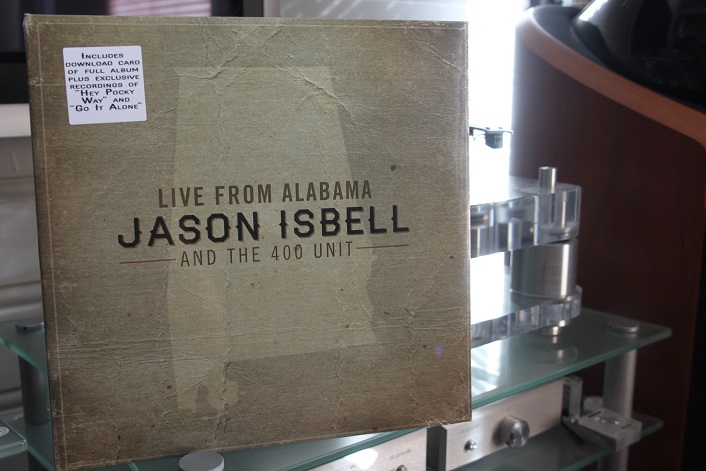 Includes
download card
of full album
plus exclusive
recordings of
"Hey Pocky
Way" and
"Go It Alone"
LIVE FROM ALABAMA
JASON ISBELL
AND THE 400 UNIT